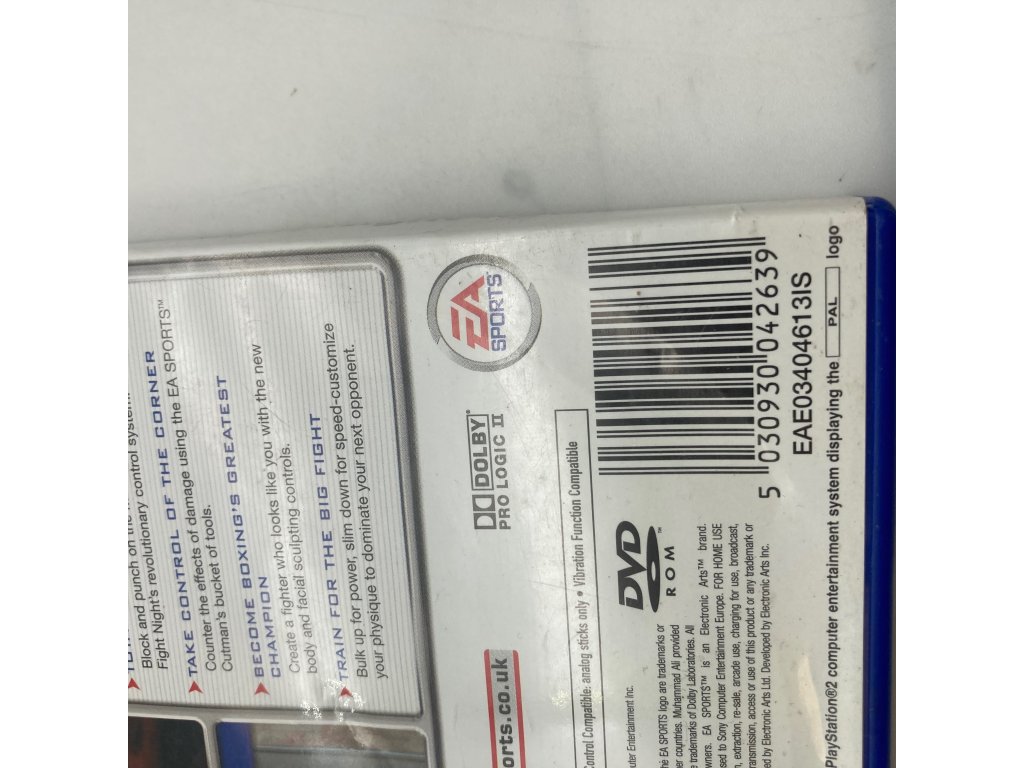 Block and punch on the
Fight Night's revolutionary control system.
TAKE CONTROL OF THE CORNER
Counter the effects of damage using the EA SPORTS™
Cutman's bucket of tools.
BECOME BOXING'S GREATEST
CHAMPION
Create a fighter who looks like you with the new
body and facial sculpting controls.
TRAIN FOR THE BIG FIGHT
Bulk up for power, slim down for speed-customize
your physique to dominate your next opponent.
EA
SPORTS™
DOLBY®
PRO LOGIC II
orts.co.uk
Control Compatible: analog sticks only • Vibration Function Compatible
DVD
ROM
™
5 030930 042639
EAE03404613IS
uter Entertainment Inc.
he EA SPORTS logo are trademarks or
er countries. Muhammad Ali provided
e trademarks of Dolby Laboratories. All
wners. EA SPORTS™ is an Electronic Arts™ brand.
sed to Sony Computer Entertainment Europe. FOR HOME USE
n, extraction, re-sale, arcade use, charging for use, broadcast,
ransmission, access or use of this product or any trademark or
ed by Electronic Arts Ltd. Developed by Electronic Arts Inc.
PlayStation®2 computer entertainment system displaying the PAL logo